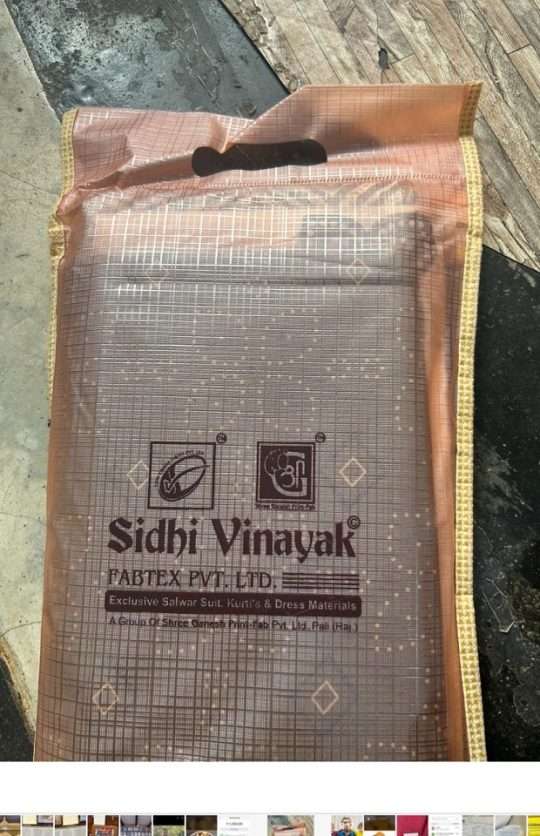 Sidhi Vinayak ©
FABTEX PVT. LTD.
Exclusive Salwar Suit, Kurti's & Dress Materials
A Group Of Shree Ganesh Print-Fab Pvt. Ltd. Pali (Raj.)